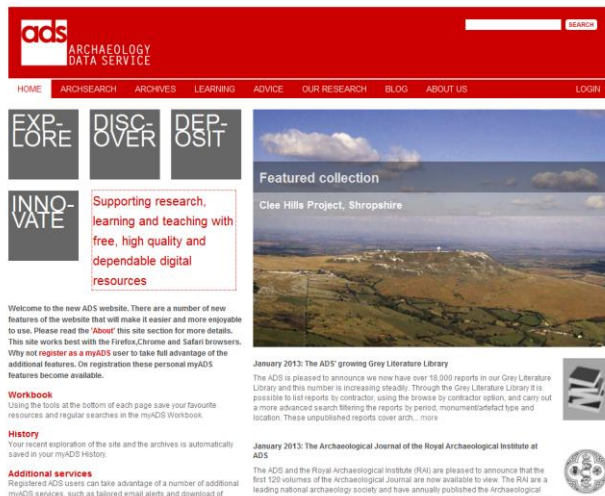 ads
ARCHAEOLOGY
DATA SERVICE
SEARCH
HOME ARCHSEARCH ARCHIVES LEARNING ADVICE OUR RESEARCH BLOG ABOUT US LOGIN
EXP-
LORE
DISC-
OVER
DEP-
OSIT
INNO-
VATE
Supporting research,
learning and teaching with
free, high quality and
dependable digital
resources
Featured collection
Clee Hills Project, Shropshire
Welcome to the new ADS website. There are a number of new
features of the website that will make it easier and more enjoyable
to use. Please read the 'About' this site section for more details.
This site works best with the Firefox,Chrome and Safari browsers.
Why not register as a myADS user to take full advantage of the
additional features. On registration these personal myADS
features become available.
Workbook
Using the tools at the bottom of each page save your favourite
resources and regular searches in the myADS Workbook.
History
Your recent exploration of the site and the archives is automatically
saved in your myADS History.
Additional services
Registered ADS users can take advantage of a number of additional
myADS services, such as tailored email alerts and download of
January 2013: The ADS' growing Grey Literature Library
The ADS is pleased to announce we now have over 18,000 reports in our Grey Literature
Library and this number is increasing steadily. Through the Grey Literature Library it is
possible to list reports by contractor, using the browse by contractor option, and carry out
a more advanced search filtering the reports by period, monument/artefact type and
location. These unpublished reports cover arch... more
January 2013: The Archaeological Journal of the Royal Archaeological Institute at
ADS
The ADS and the Royal Archaeological Institute (RAI) are pleased to announce that the
first 120 volumes of the Archaeological Journal are now available to view. The RAI are a
leading national archaeology society and have annually published the Archaeological